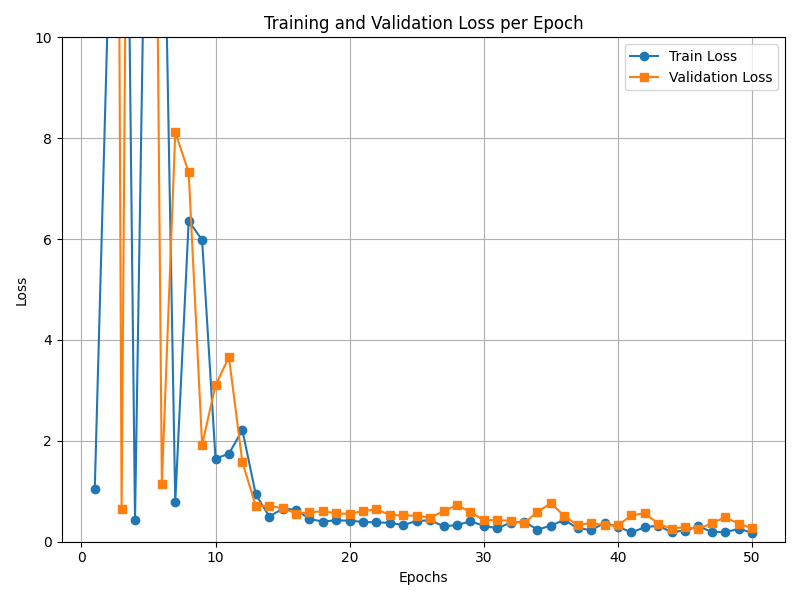 Training and Validation Loss per Epoch
Train Loss
Validation Loss
10
8
6
4
2
0
Loss
0 10 20 30 40 50
Epochs